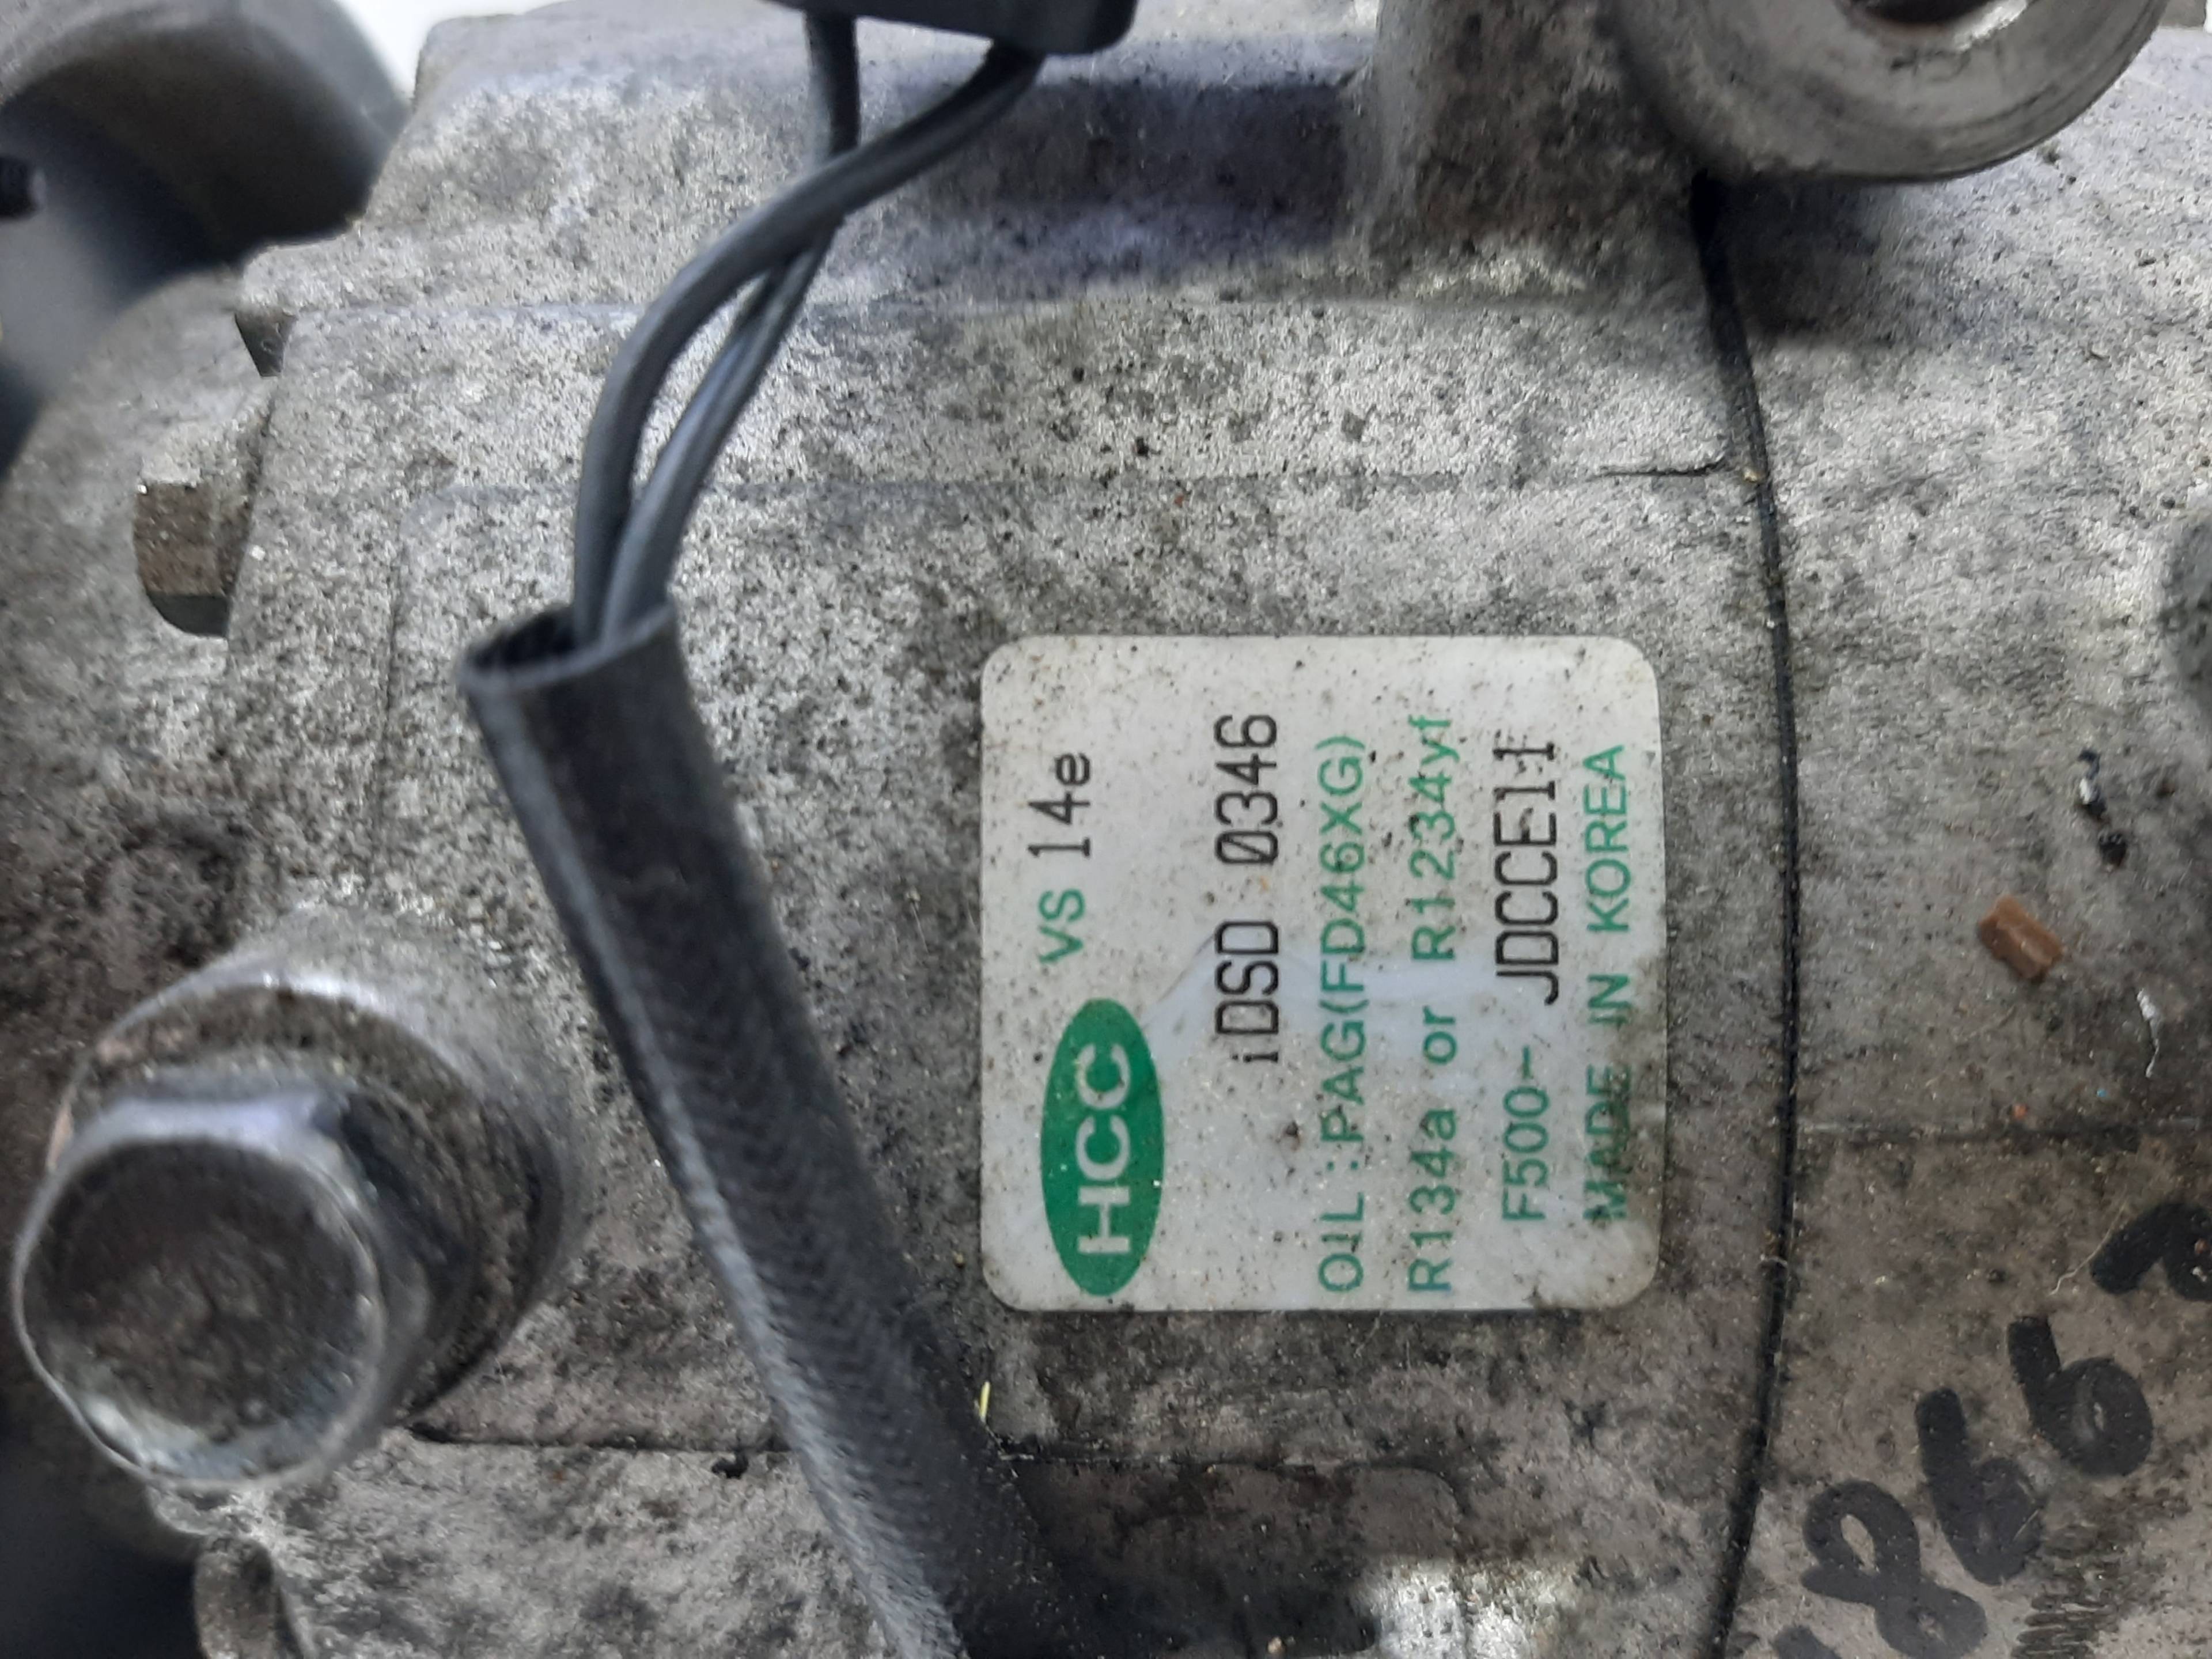 HCC VS 14e
iDSD 0346
OIL : PAG(FD46XG)
R134a or R1234yf
F500- JDCCE11
MADE IN KOREA